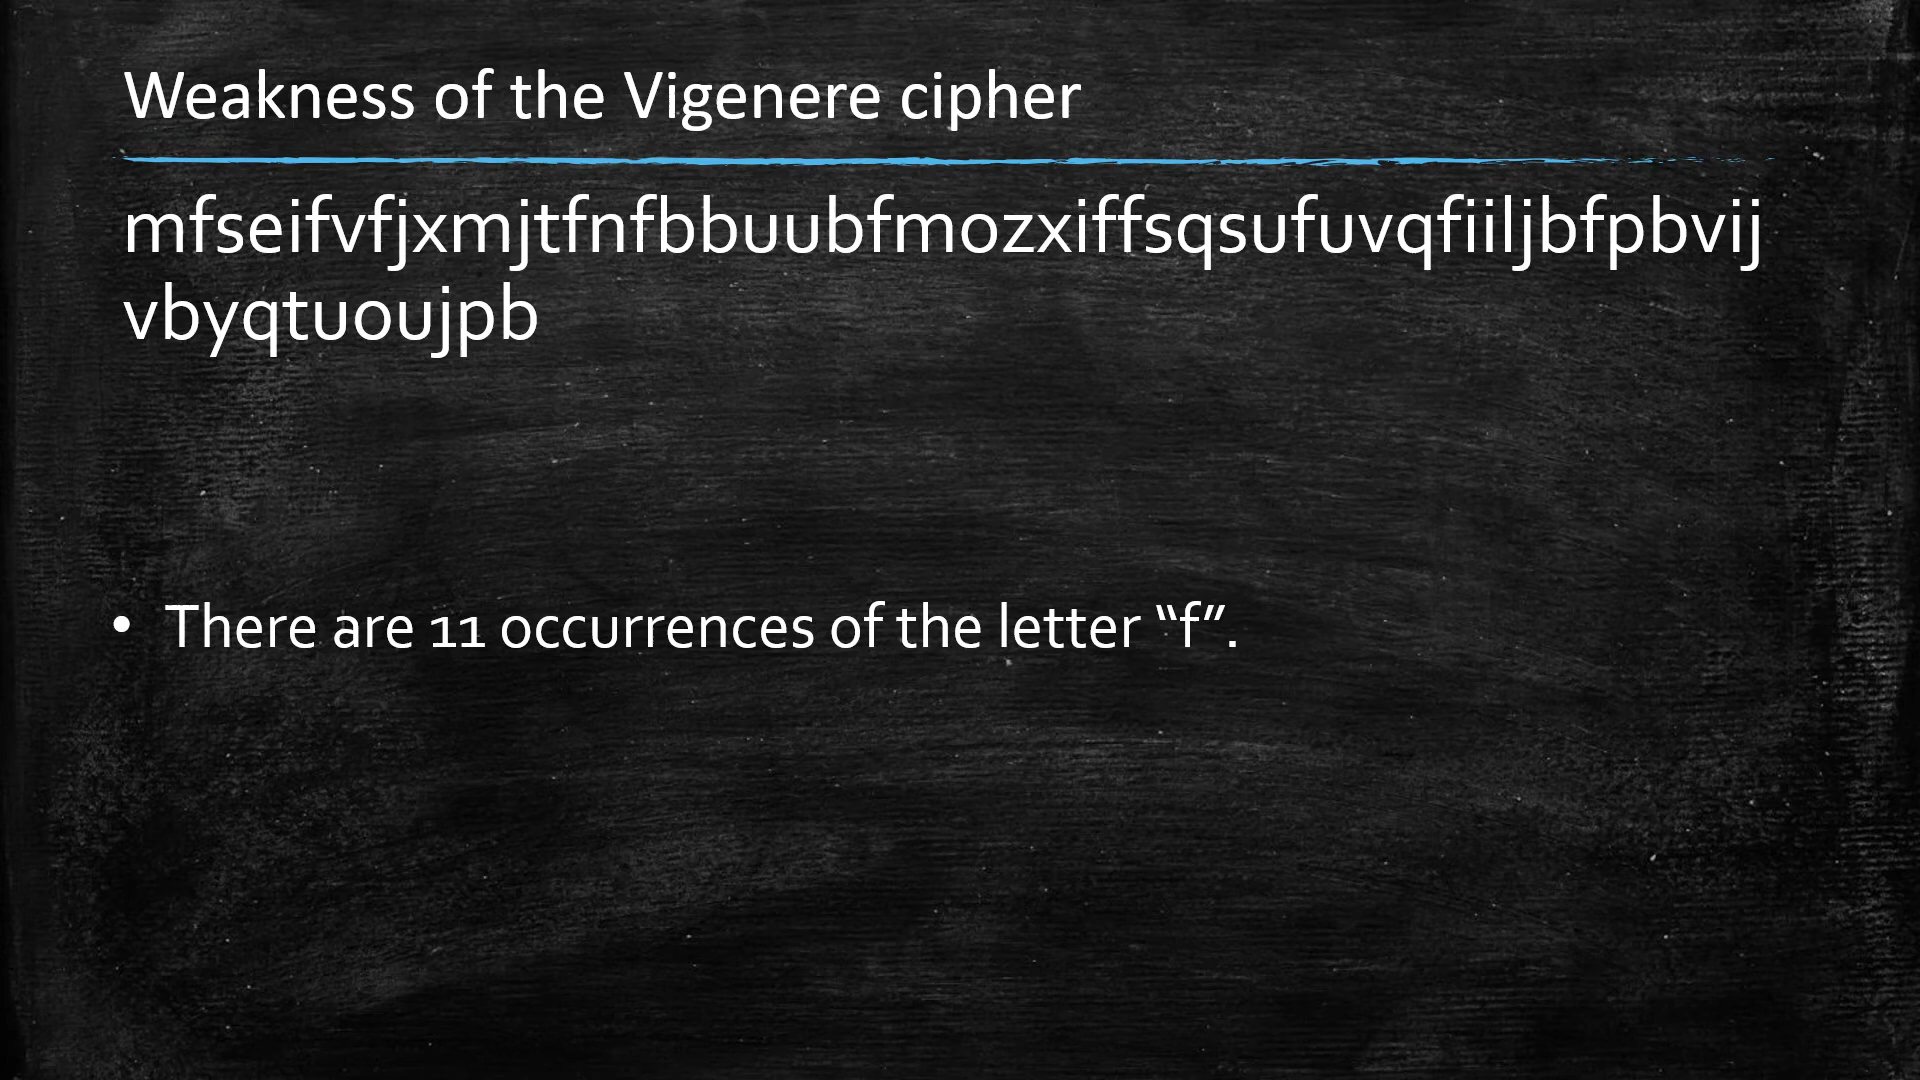 Weakness of the Vigenere cipher
mfseifvfjxmjtfnfbbuubfmozxiffsqsufuvqfiiljbfpbvij
vbyqtuoujpb
• There are 11 occurrences of the letter “f”.